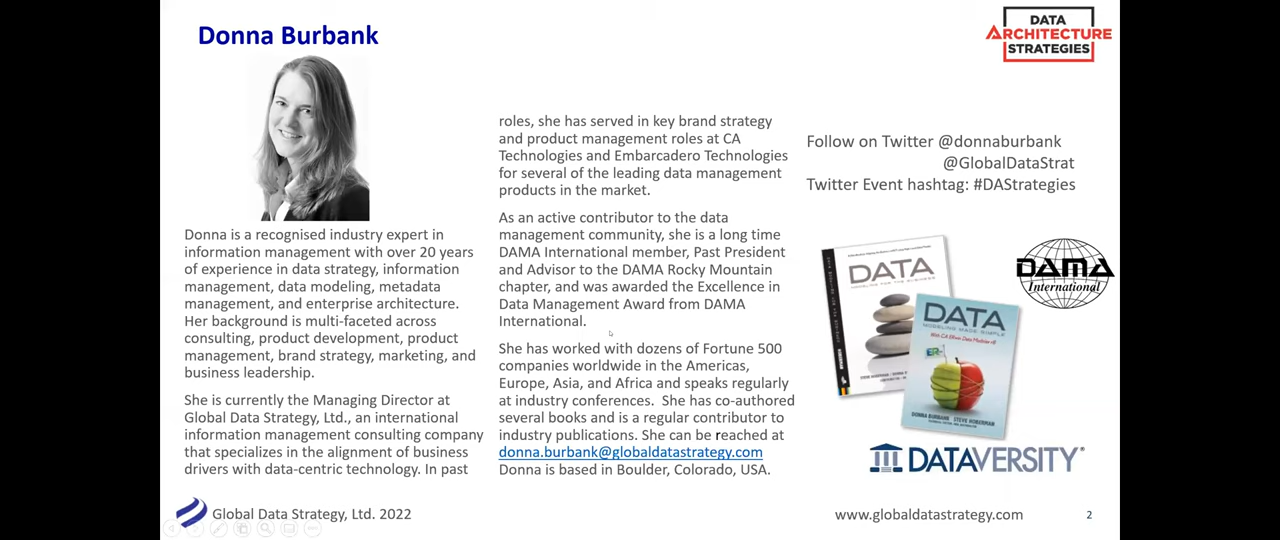 Donna Burbank
DATA
ARCHITECTURE
STRATEGIES
Donna is a recognised industry expert in
information management with over 20 years
of experience in data strategy, information
management, data modeling, metadata
management, and enterprise architecture.
Her background is multi-faceted across
consulting, product development, product
management, brand strategy, marketing, and
business leadership.
She is currently the Managing Director at
Global Data Strategy, Ltd., an international
information management consulting company
that specializes in the alignment of business
drivers with data-centric technology. In past
roles, she has served in key brand strategy
and product management roles at CA
Technologies and Embarcadero Technologies
for several of the leading data management
products in the market.
As an active contributor to the data
management community, she is a long time
DAMA International member, Past President
and Advisor to the DAMA Rocky Mountain
chapter, and was awarded the Excellence in
Data Management Award from DAMA
International.
She has worked with dozens of Fortune 500
companies worldwide in the Americas,
Europe, Asia, and Africa and speaks regularly
at industry conferences. She has co-authored
several books and is a regular contributor to
industry publications. She can be reached at
donna.burbank@globaldatastrategy.com
Donna is based in Boulder, Colorado, USA.
Follow on Twitter @donnaburbank
@GlobalDataStrat
Twitter Event hashtag: #DAStrategies
DATA
MODELING FOR THE BUSINESS
DATA
MODELING MADE SIMPLE
With CA ERwin Data Modeler r8
DONNA BURBANK STEVE HOBERMAN
DAMA
International
DATAVERSITY
Global Data Strategy, Ltd. 2022
www.globaldatastrategy.com
2